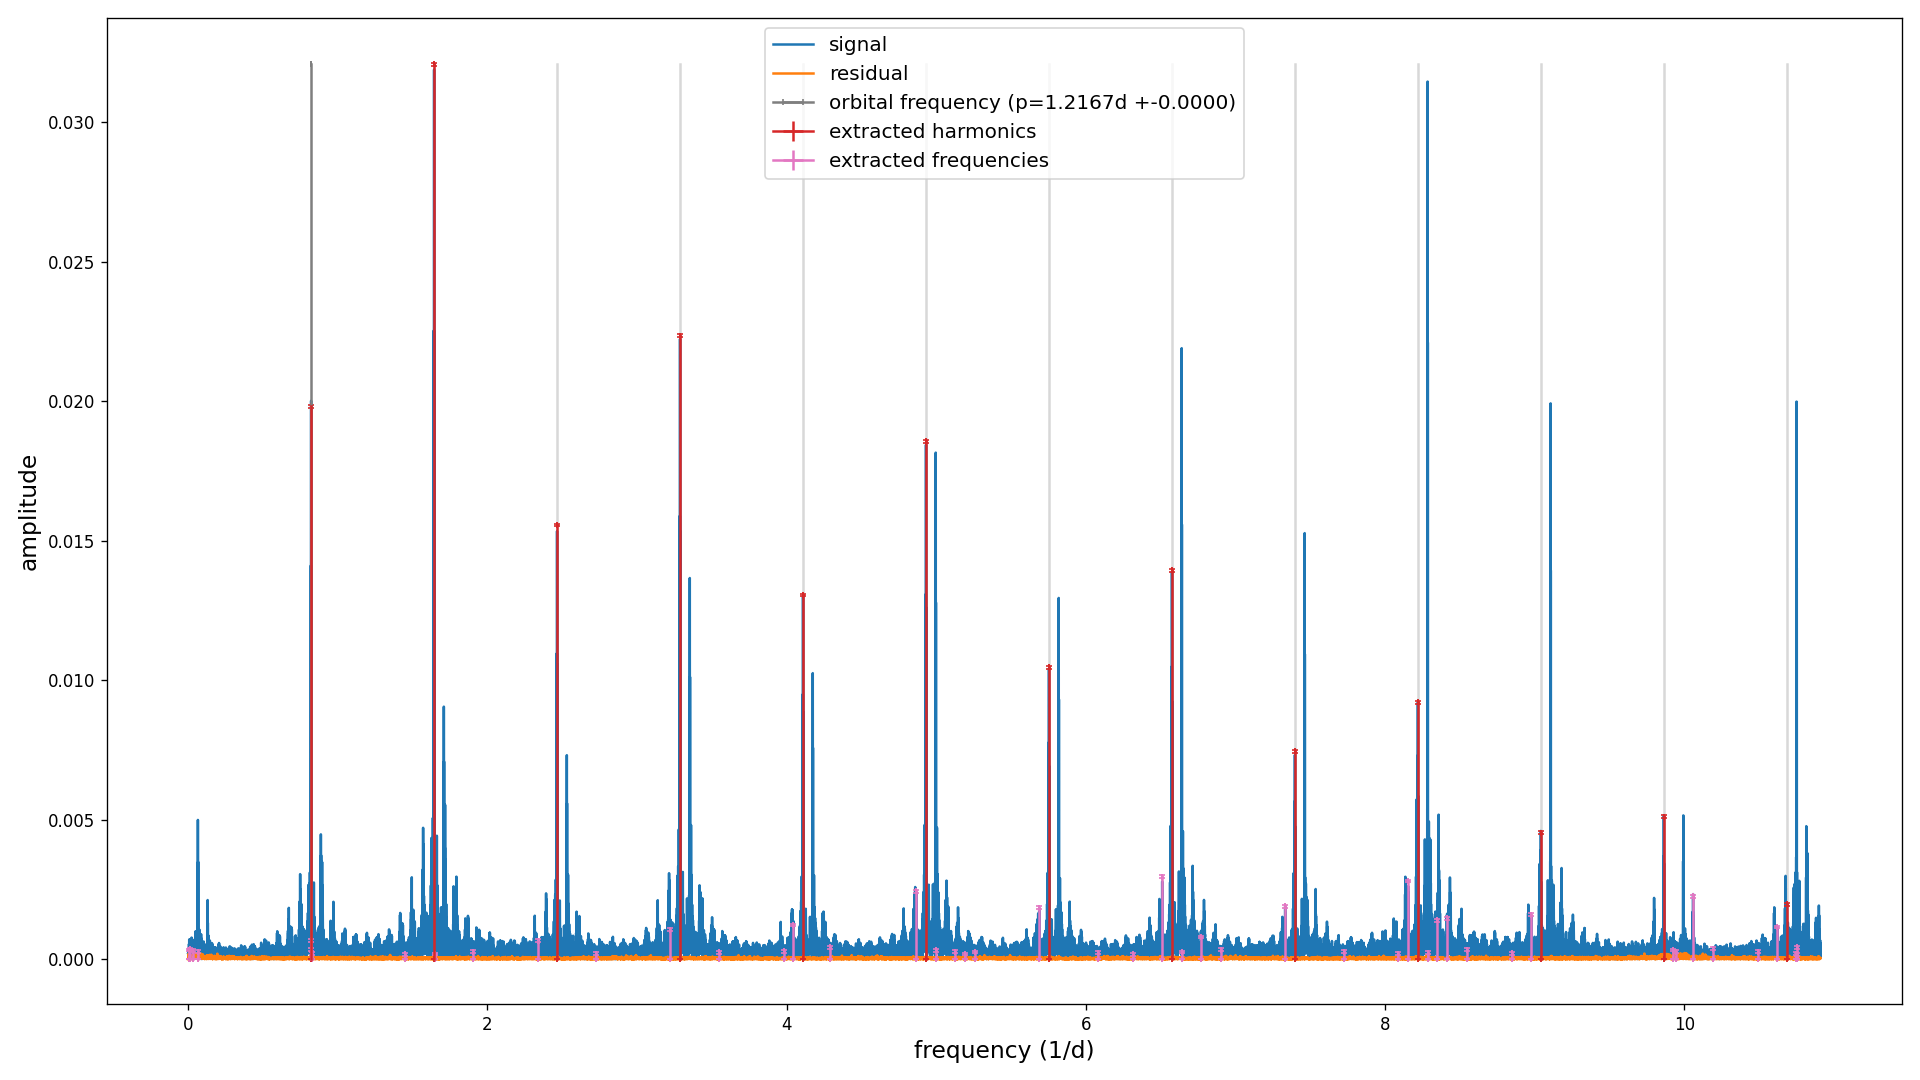 signal
residual
orbital frequency (p=1.2167d +-0.0000)
extracted harmonics
extracted frequencies
amplitude
0.030
0.025
0.020
0.015
0.010
0.005
0.000
0 2 4 6 8 10
frequency (1/d)